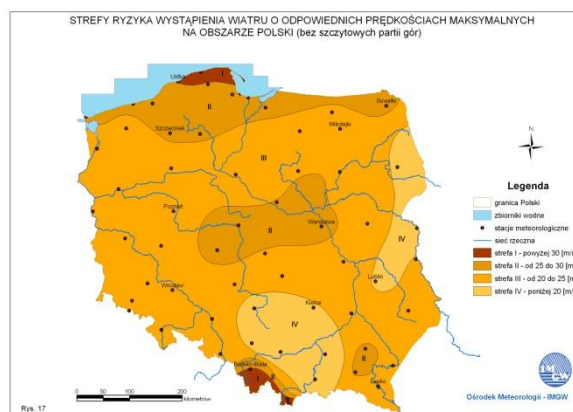 STREFY RYZYKA WYSTĄPIENIA WIATRU O ODPOWIEDNICH PRĘDKOŚCIACH MAKSYMALNYCH
NA OBSZARZE POLSKI (bez szczytowych partii gór)
Ustka
I
II
Suwałki
Szczecinek
Mikołajki
III
N
Poznań
Warszawa
II
IV
Wrocław
Lublin
Kielce
IV
Bielsko-Biała
I
II
II
Lesko
Legenda
granica Polski
zbiorniki wodne
stacje meteorologiczne
sieć rzeczna
strefa I - powyżej 30 [m/
strefa II - od 25 do 30 [m/
strefa III - od 20 do 25 [m/
strefa IV - poniżej 20 [m/
100
200
kilometrów
Rys. 17
IMGW
Ośrodek Meteorologii - IMGW